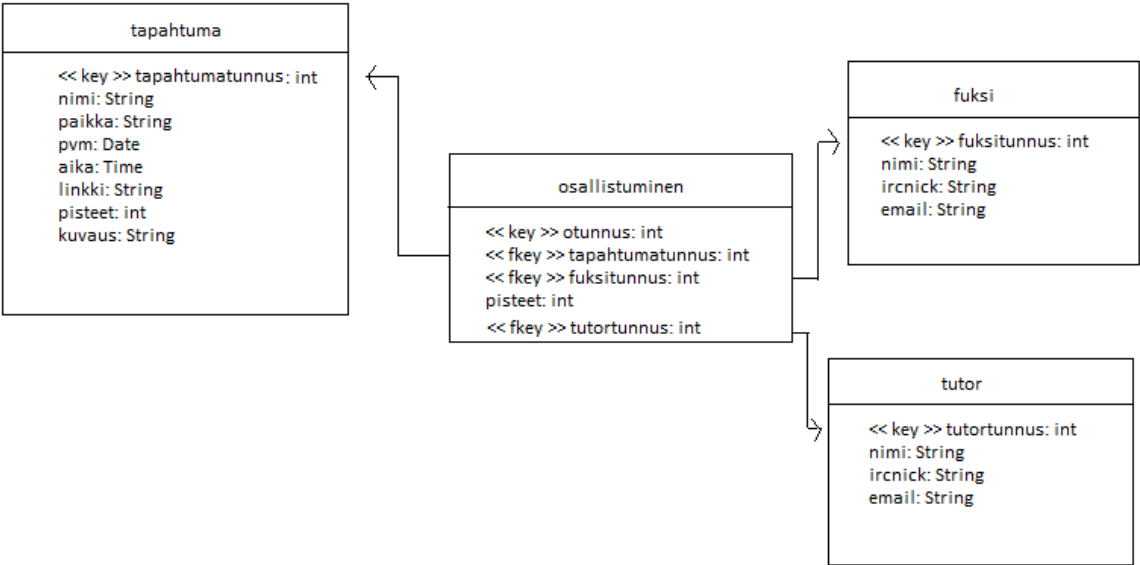 tapahtuma
<< key >> tapahtumatunnus: int
nimi: String
paikka: String
pvm: Date
aika: Time
linkki: String
pisteet: int
kuvaus: String
osallistuminen
<< key >> otunnus: int
<< fkey >> tapahtumatunnus: int
<< fkey >> fuksitunnus: int
pisteet: int
<< fkey >> tutortunnus: int
fuksi
<< key >> fuksitunnus: int
nimi: String
ircnick: String
email: String
tutor
<< key >> tutortunnus: int
nimi: String
ircnick: String
email: String